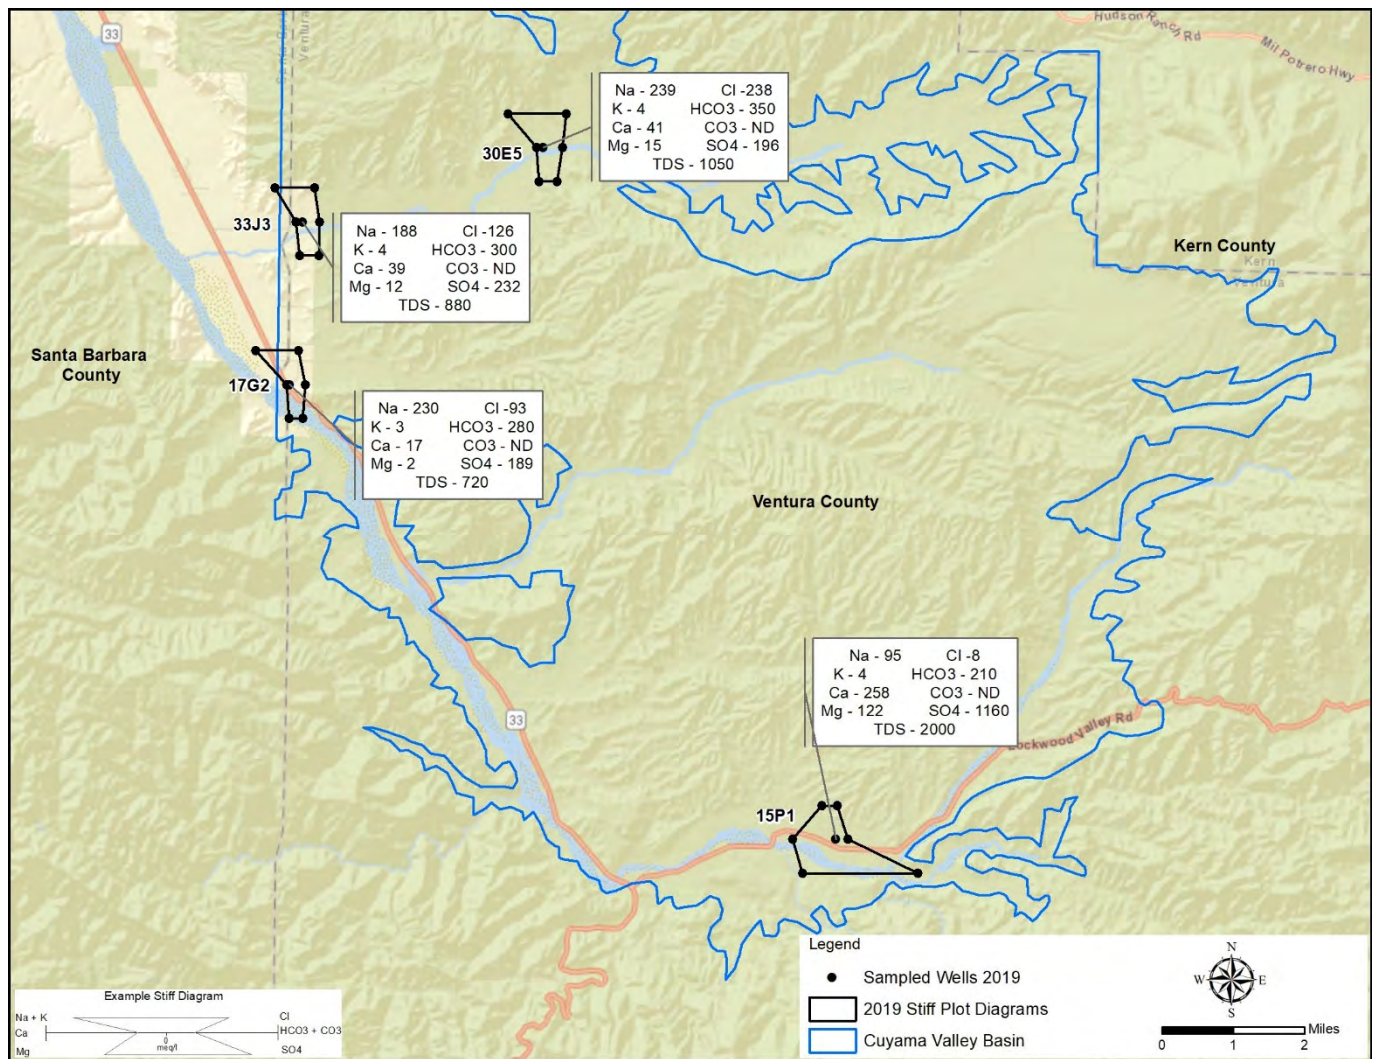 33
Ventura
Hudson Ranch Rd
Mil Potrero Hwy
30E5
Na - 239 Cl -238
K - 4 HCO3 - 350
Ca - 41 CO3 - ND
Mg - 15 SO4 - 196
TDS - 1050
33J3
Na - 188 Cl -126
K - 4 HCO3 - 300
Ca - 39 CO3 - ND
Mg - 12 SO4 - 232
TDS - 880
Kern County
Kern
Ventura
Santa Barbara
County
17G2
Na - 230 Cl -93
K - 3 HCO3 - 280
Ca - 17 CO3 - ND
Mg - 2 SO4 - 189
TDS - 720
Ventura County
Na - 95 Cl -8
K - 4 HCO3 - 210
Ca - 258 CO3 - ND
Mg - 122 SO4 - 1160
TDS - 2000
33
Lockwood Valley Rd
15P1
Legend
Sampled Wells 2019
2019 Stiff Plot Diagrams
Cuyama Valley Basin
N
W E
S
Miles
0 1 2
Example Stiff Diagram
Na + K Cl
Ca HCO3 + CO3
0
meq/l
Mg SO4